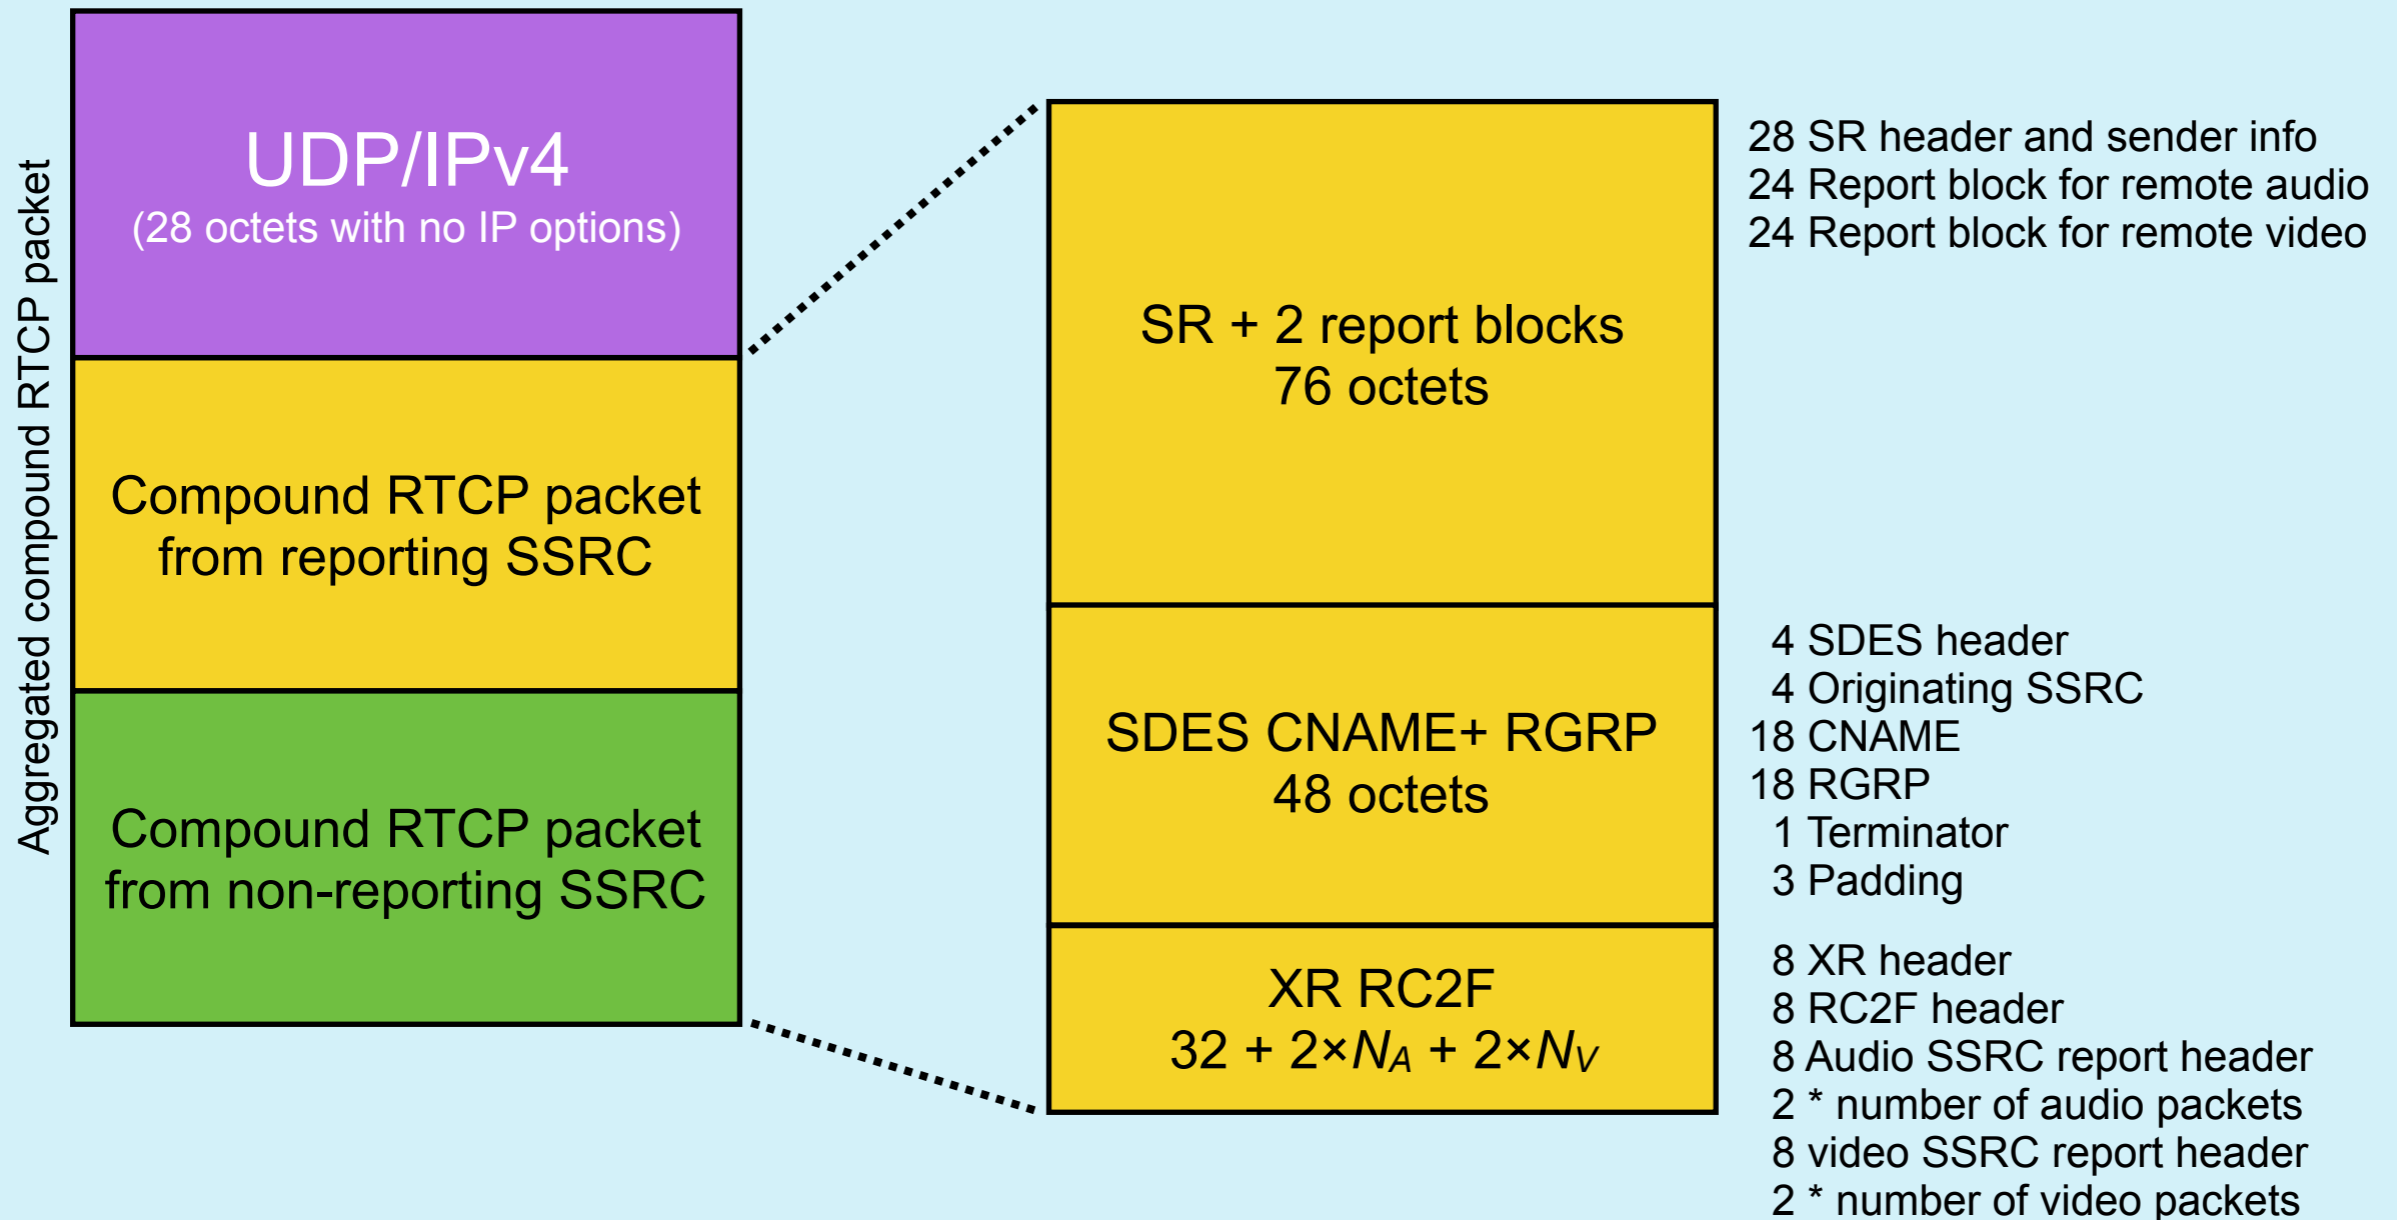 Aggregated compound RTCP packet
UDP/IPv4
(28 octets with no IP options)
Compound RTCP packet
from reporting SSRC
Compound RTCP packet
from non-reporting SSRC
SR + 2 report blocks
76 octets
SDES CNAME+ RGRP
48 octets
XR RC2F
32 + 2×NA + 2×NV
28 SR header and sender info
24 Report block for remote audio
24 Report block for remote video
4 SDES header
4 Originating SSRC
18 CNAME
18 RGRP
1 Terminator
3 Padding
8 XR header
8 RC2F header
8 Audio SSRC report header
2 * number of audio packets
8 video SSRC report header
2 * number of video packets